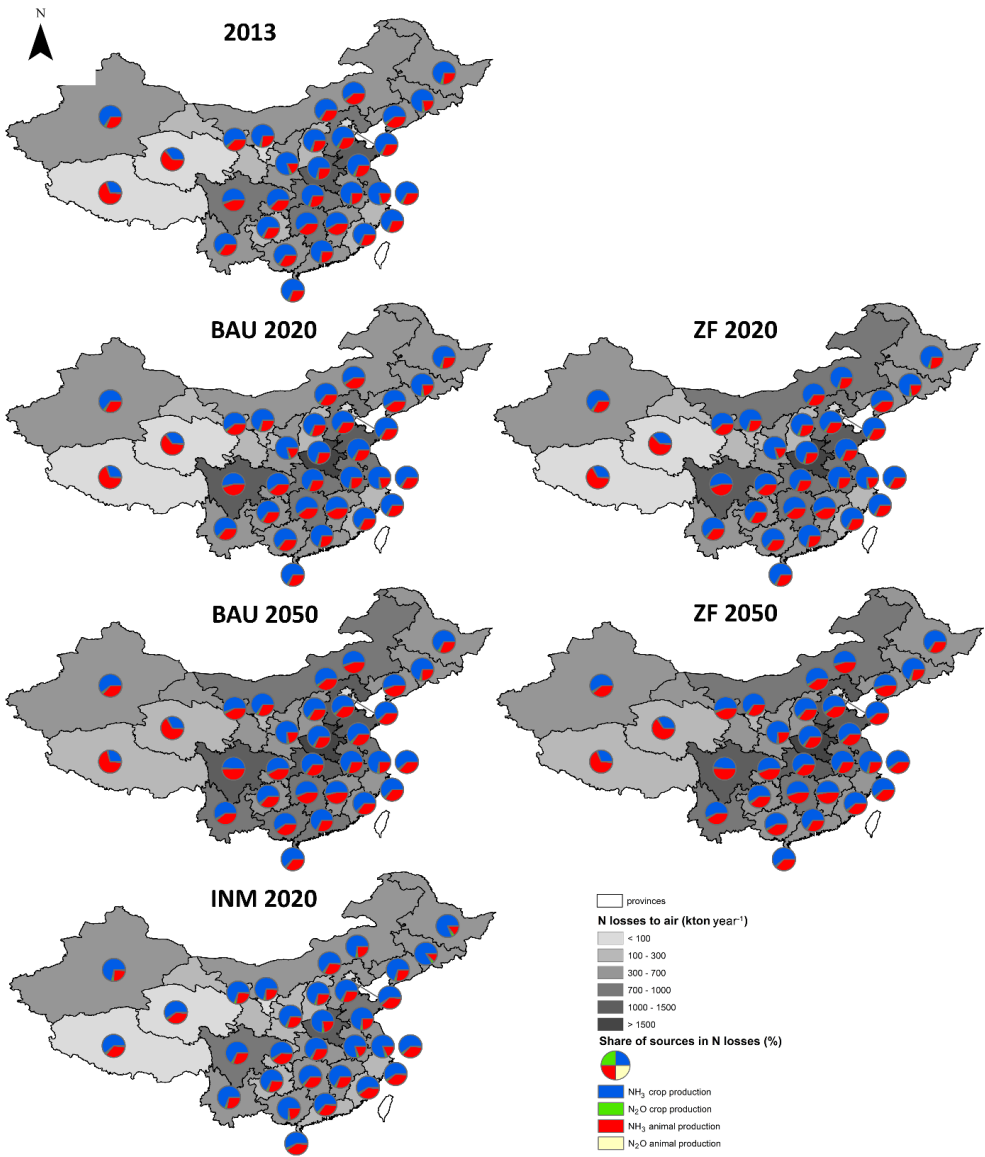 N
2013
BAU 2020
ZF 2020
BAU 2050
ZF 2050
INM 2020
provinces
N losses to air (kton year⁻¹)
< 100
100 - 300
300 - 700
700 - 1000
1000 - 1500
> 1500
Share of sources in N losses (%)
NH₃ crop production
N₂O crop production
NH₃ animal production
N₂O animal production